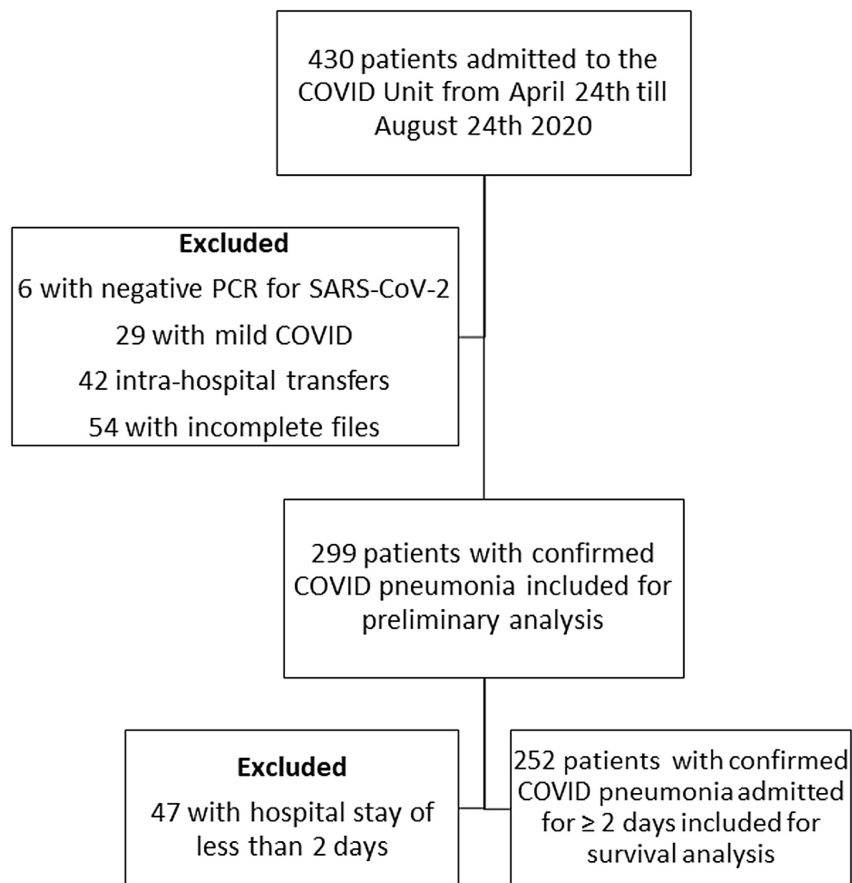 430 patients admitted to the
COVID Unit from April 24th till
August 24th 2020
Excluded
6 with negative PCR for SARS-CoV-2
29 with mild COVID
42 intra-hospital transfers
54 with incomplete files
299 patients with confirmed
COVID pneumonia included for
preliminary analysis
Excluded
47 with hospital stay of
less than 2 days
252 patients with confirmed
COVID pneumonia admitted
for ≥ 2 days included for
survival analysis